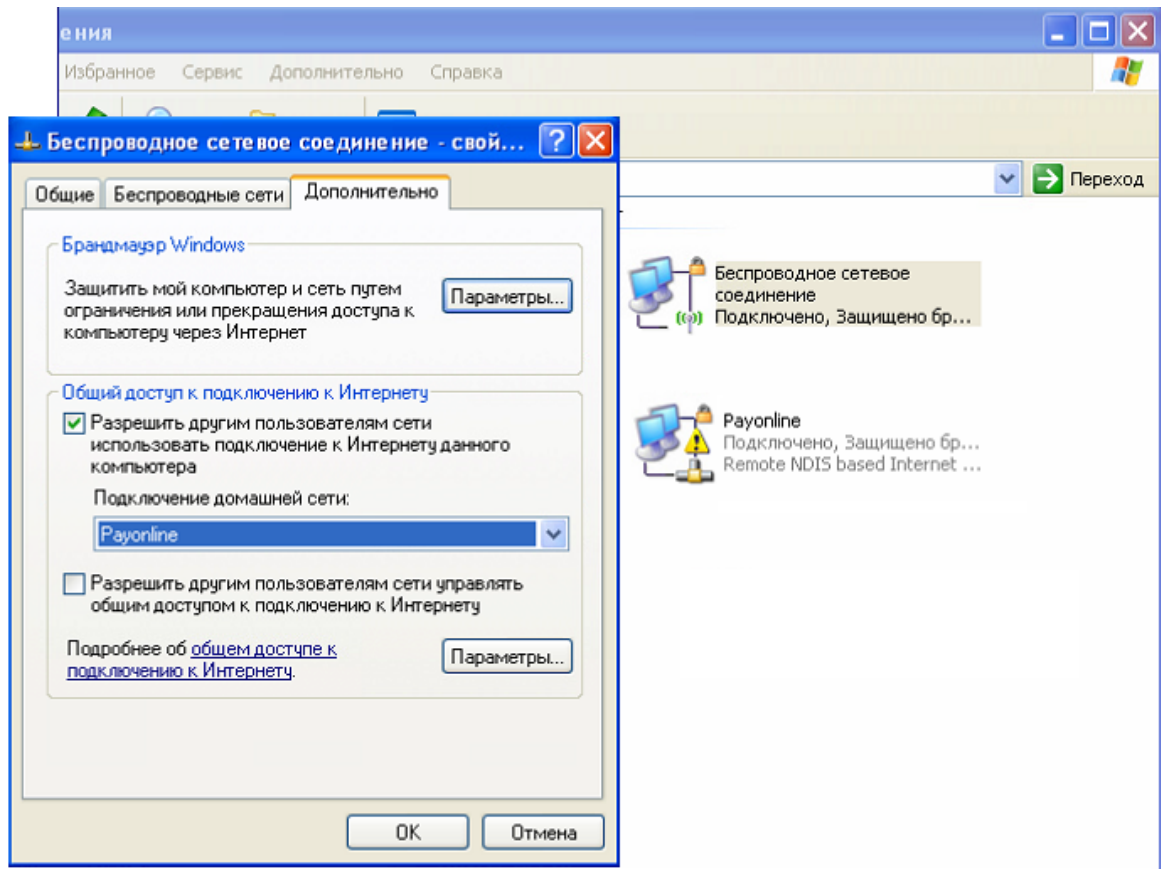 ения
Избранное Сервис Дополнительно Справка
Беспроводное сетевое соединение - свой...
Переход
Общие Беспроводные сети Дополнительно
Брандмауэр Windows
Защитить мой компьютер и сеть путем
ограничения или прекращения доступа к
компьютеру через Интернет
Параметры...
Общий доступ к подключению к Интернету
Разрешить другим пользователям сети
использовать подключение к Интернету данного
компьютера
Подключение домашней сети:
Payonline
Разрешить другим пользователям сети управлять
общим доступом к подключению к Интернету
Подробнее об общем доступе к
подключению к Интернету.
Параметры...
OK Отмена
Беспроводное сетевое
соединение
Подключено, Защищено бр...
Payonline
Подключено, Защищено бр...
Remote NDIS based Internet ...